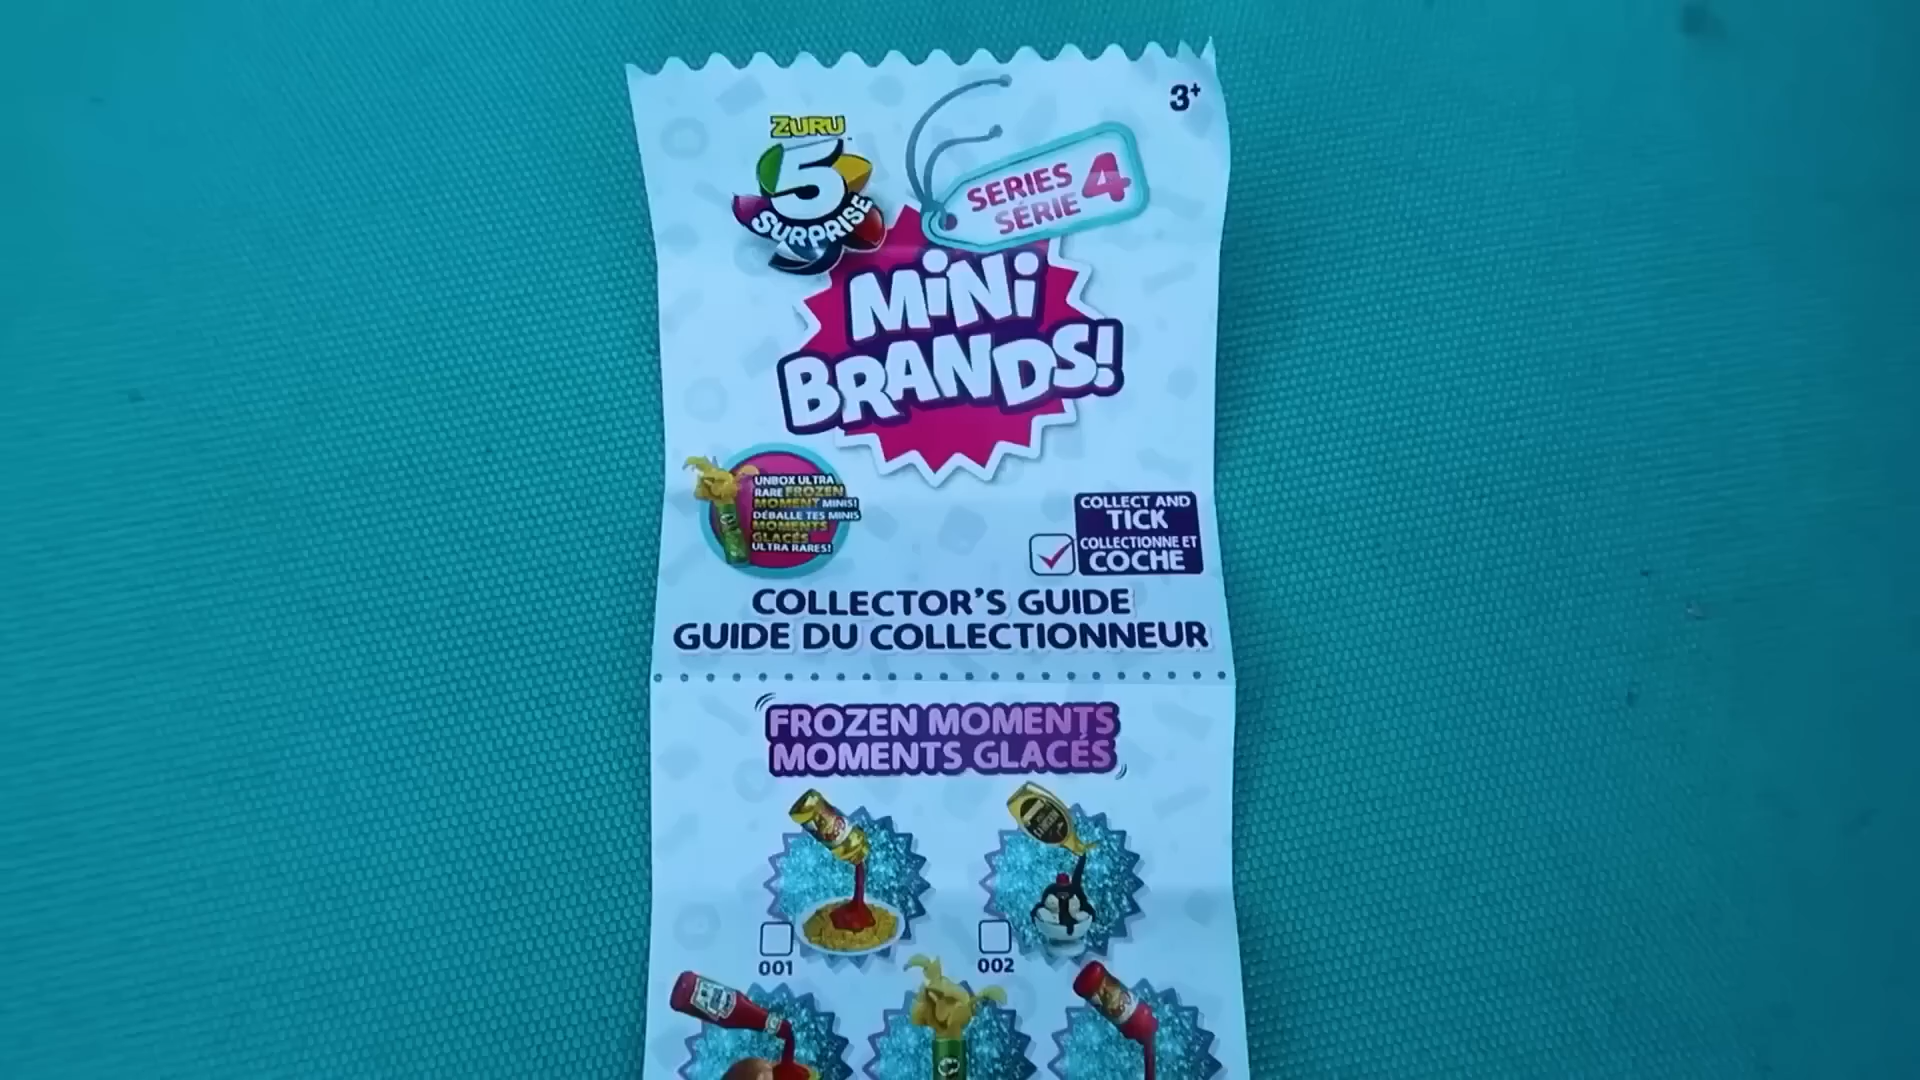 3+
ZURU
5
SURPRISE
SERIES 4
SÉRIE
MINI
BRANDS!
UNBOX ULTRA
RARE FROZEN
MOMENT MINIS!
DÉBALLE TES MINIS
MOMENTS
GLACÉS
ULTRA RARES!
COLLECT AND
TICK
COLLECTIONNE ET
COCHE
COLLECTOR'S GUIDE
GUIDE DU COLLECTIONNEUR
FROZEN MOMENTS
MOMENTS GLACÉS
001
002